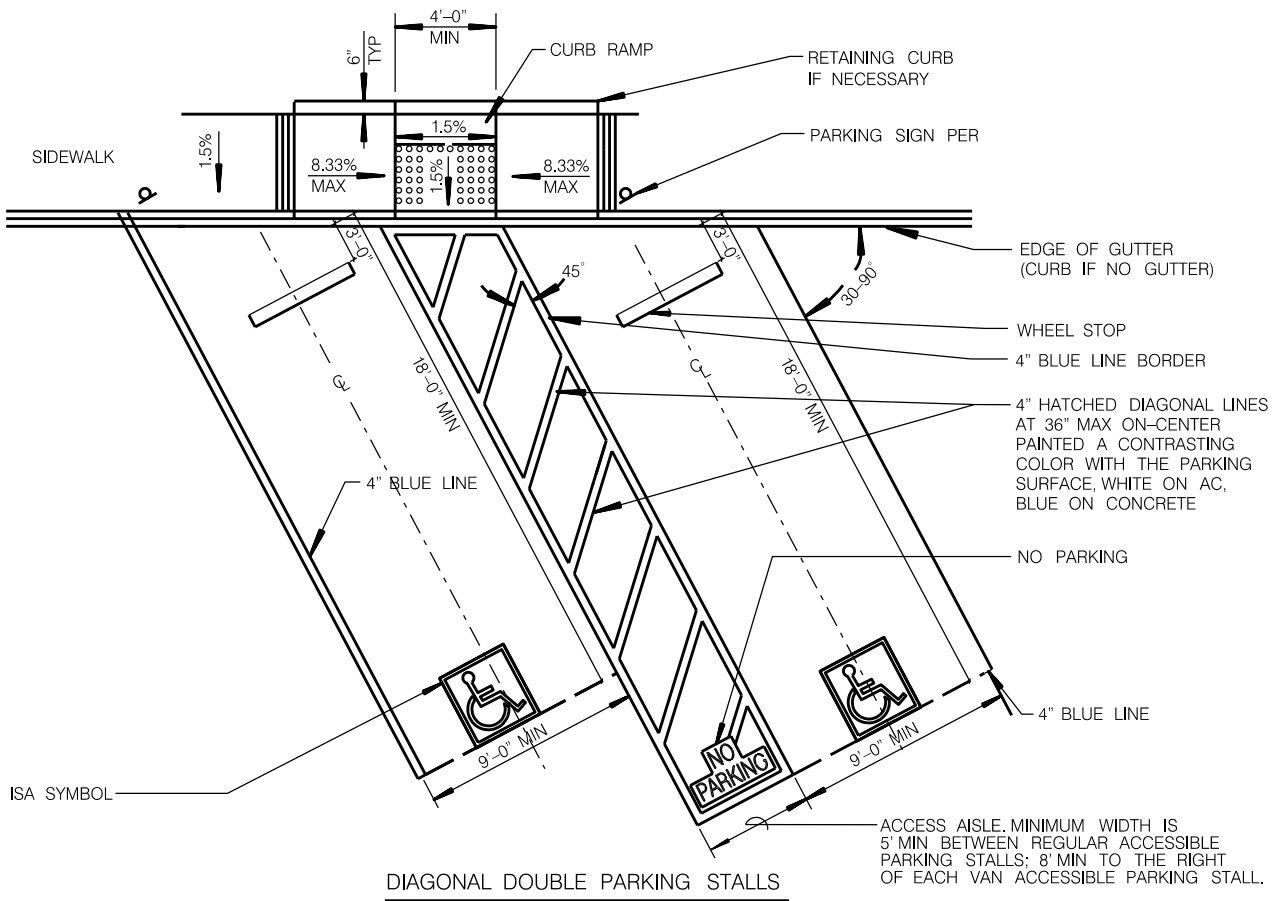 4'-0"
MIN
6"
TYP
CURB RAMP
RETAINING CURB
IF NECESSARY
1.5%
PARKING SIGN PER
SIDEWALK
1.5%
8.33%
MAX
1.5%
8.33%
MAX
3'-0"
3'-0"
EDGE OF GUTTER
(CURB IF NO GUTTER)
45°
30-90°
WHEEL STOP
4" BLUE LINE BORDER
18'-0" MIN
18'-0" MIN
CL
CL
4" HATCHED DIAGONAL LINES
AT 36" MAX ON-CENTER
PAINTED A CONTRASTING
COLOR WITH THE PARKING
SURFACE, WHITE ON AC,
BLUE ON CONCRETE
4" BLUE LINE
NO PARKING
4" BLUE LINE
9'-0" MIN
9'-0" MIN
NO
PARKING
ISA SYMBOL
ACCESS AISLE. MINIMUM WIDTH IS
5' MIN BETWEEN REGULAR ACCESSIBLE
PARKING STALLS; 8' MIN TO THE RIGHT
OF EACH VAN ACCESSIBLE PARKING STALL.
DIAGONAL DOUBLE PARKING STALLS